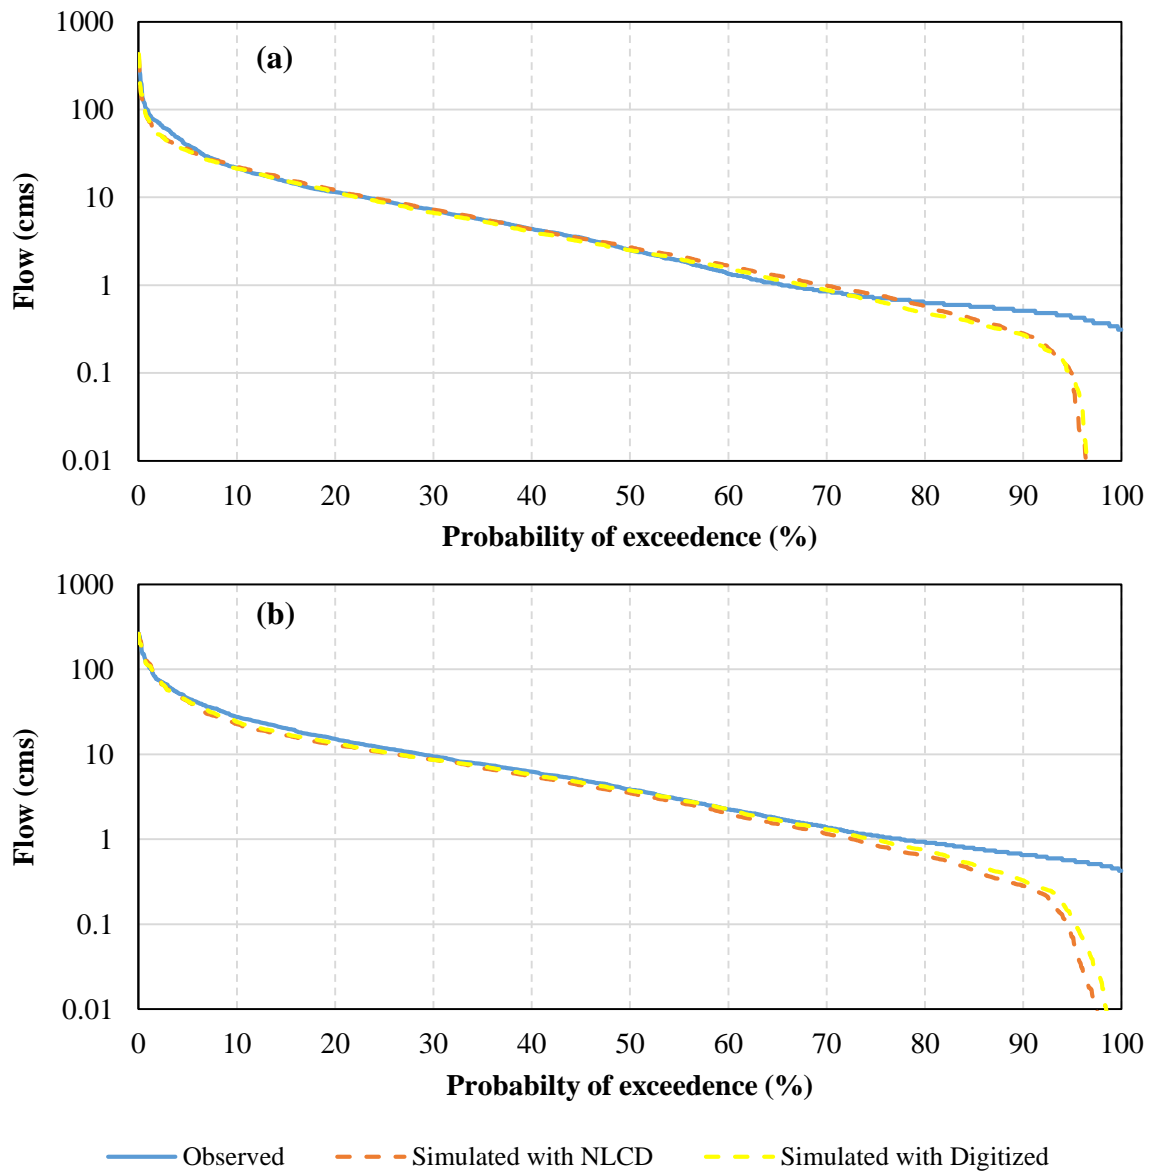 1000
(a)
100
10
1
0.1
0.01
Flow (cms)
0 10 20 30 40 50 60 70 80 90 100
Probability of exceedence (%)
1000
(b)
100
10
1
0.1
0.01
Flow (cms)
0 10 20 30 40 50 60 70 80 90 100
Probabilty of exceedence (%)
Observed Simulated with NLCD Simulated with Digitized